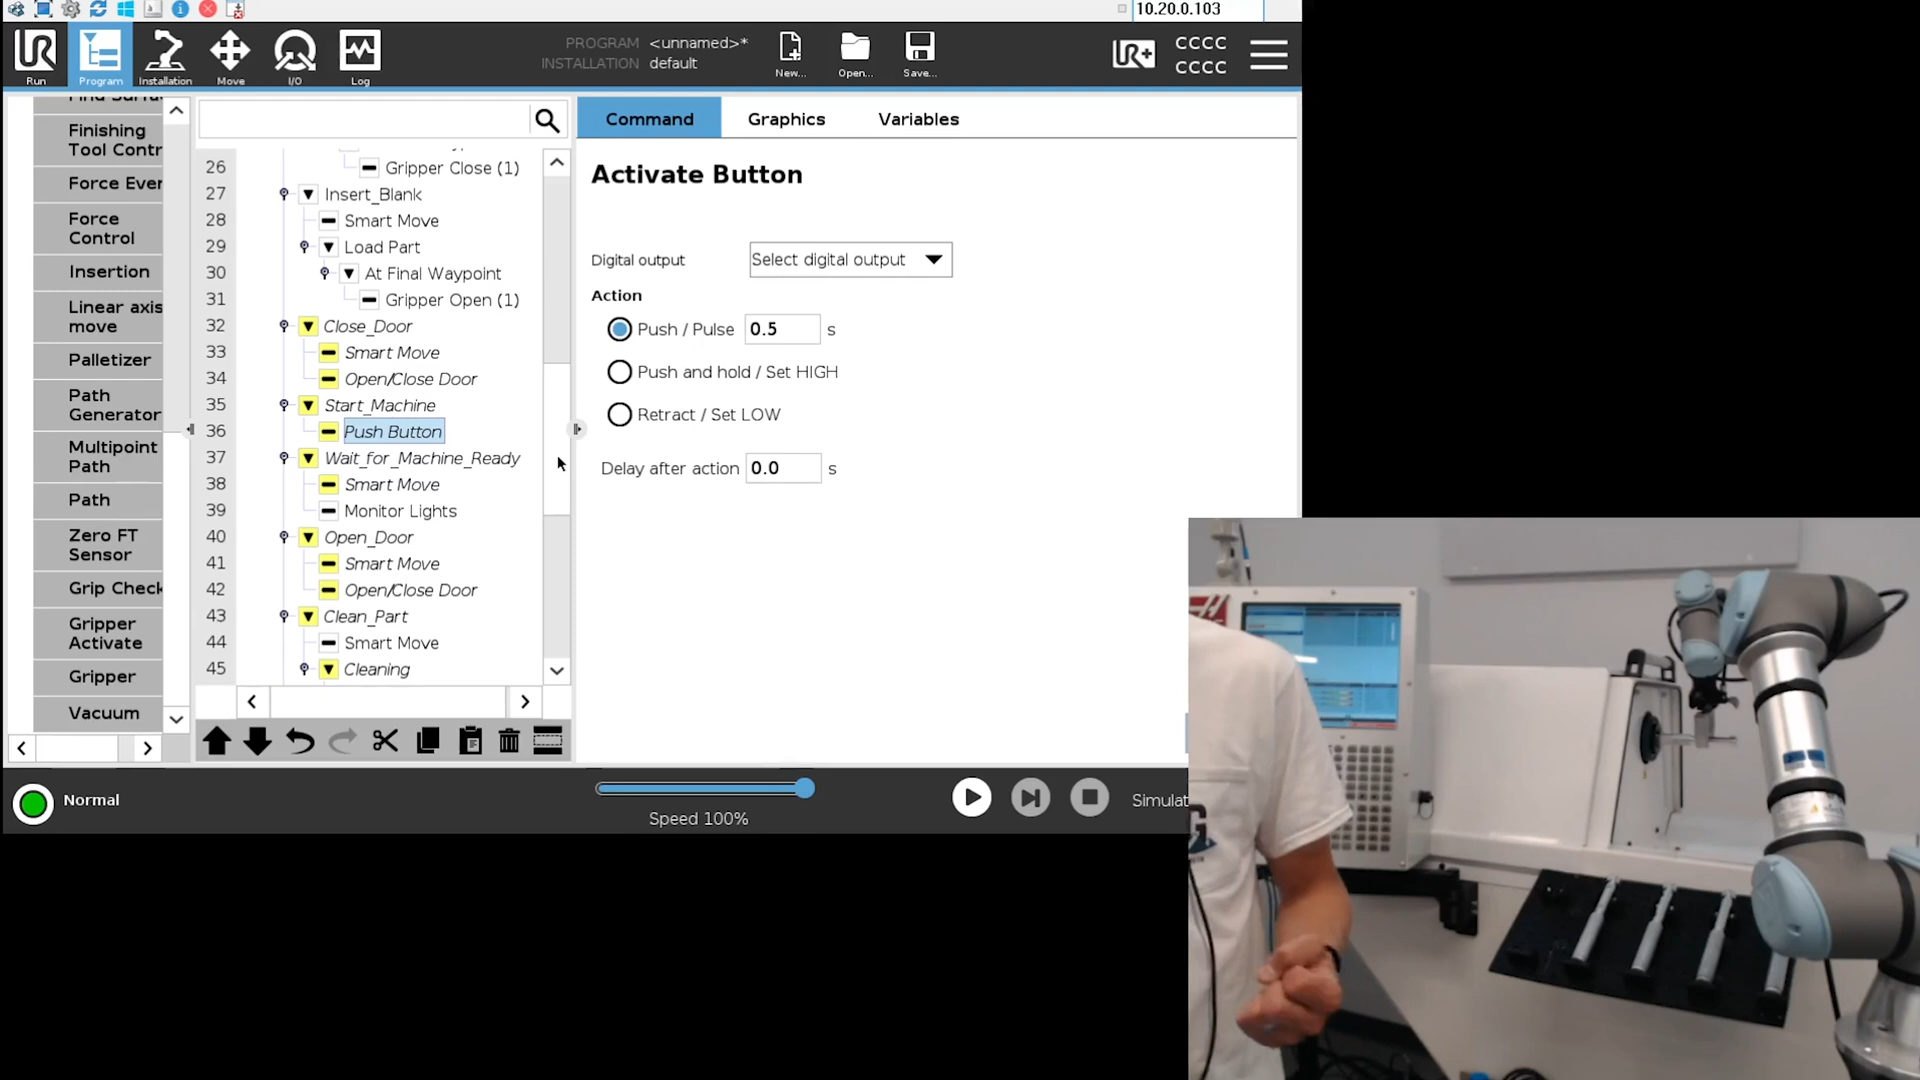 10.20.0.103
Run
Program
Installation
Move
I/O
Log
PROGRAM <unnamed>*
INSTALLATION default
New...
Open...
Save...
UR+
CCCC
CCCC
Finishing
Tool Contr
Force Ever
Force
Control
Insertion
Linear axis
move
Palletizer
Path
Generator
Multipoint
Path
Path
Zero FT
Sensor
Grip Check
Gripper
Activate
Gripper
Vacuum
26 Gripper Close (1)
27 Insert_Blank
28 Smart Move
29 Load Part
30 At Final Waypoint
31 Gripper Open (1)
32 Close_Door
33 Smart Move
34 Open/Close Door
35 Start_Machine
36 Push Button
37 Wait_for_Machine_Ready
38 Smart Move
39 Monitor Lights
40 Open_Door
41 Smart Move
42 Open/Close Door
43 Clean_Part
44 Smart Move
45 Cleaning
Command
Graphics
Variables
Activate Button
Digital output Select digital output
Action
Push / Pulse 0.5 s
Push and hold / Set HIGH
Retract / Set LOW
Delay after action 0.0 s
Normal
Speed 100%
Simulat